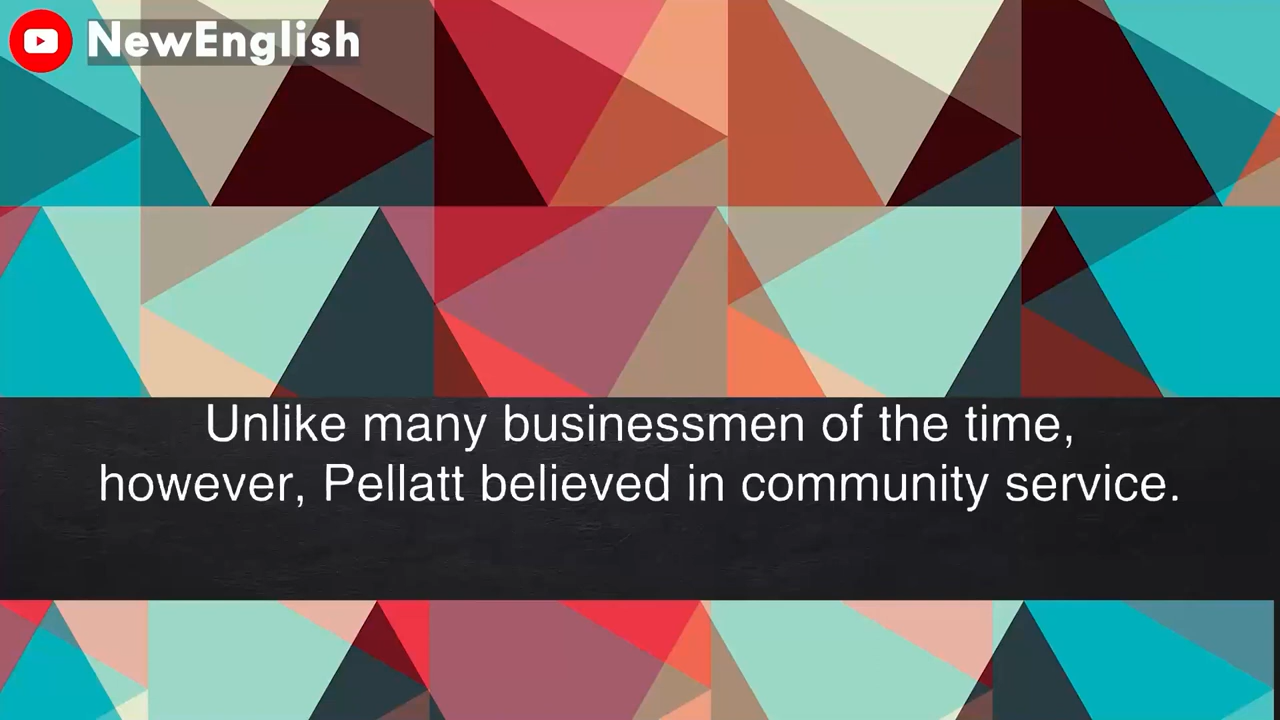 NewEnglish
Unlike many businessmen of the time,
however, Pellatt believed in community service.